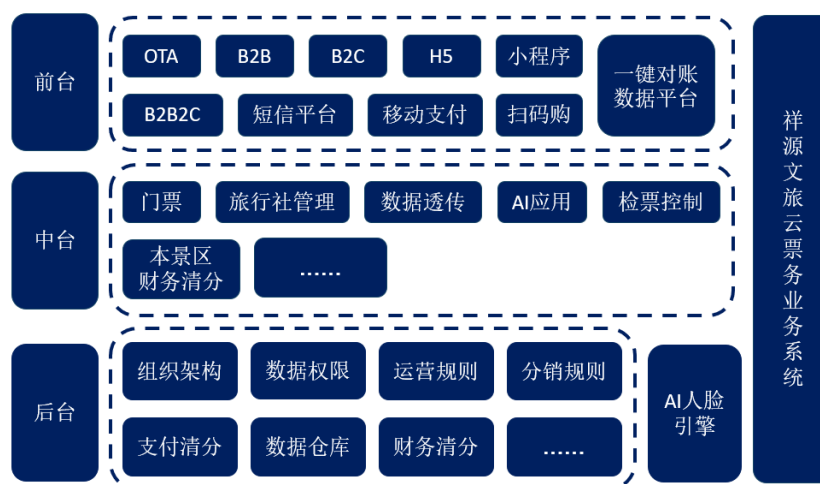 前台
OTA
B2B
B2C
H5
小程序
一键对账
数据平台
B2B2C
短信平台
移动支付
扫码购
中台
门票
旅行社管理
数据透传
AI应用
检票控制
本景区
财务清分
......
后台
组织架构
数据权限
运营规则
分销规则
支付清分
数据仓库
财务清分
......
AI人脸
引擎
祥源文旅云票务业务系统